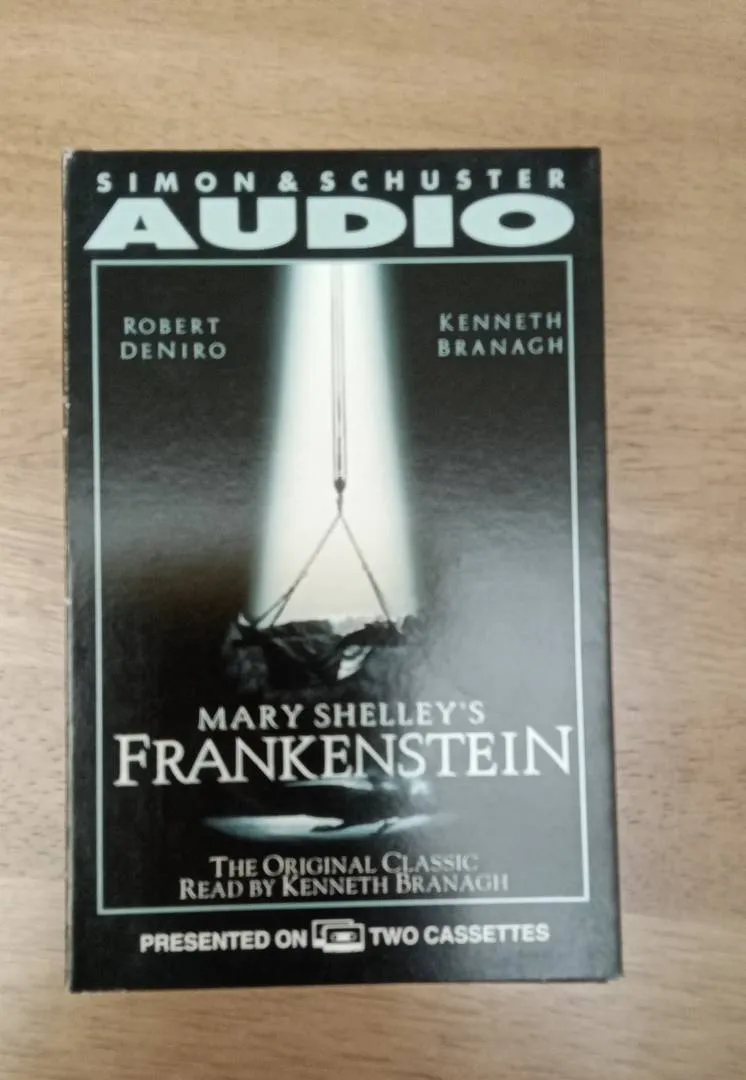 SIMON & SCHUSTER
AUDIO
ROBERT
DENIRO
KENNETH
BRANAGH
MARY SHELLEY'S
FRANKENSTEIN
THE ORIGINAL CLASSIC
READ BY KENNETH BRANAGH
PRESENTED ON TWO CASSETTES